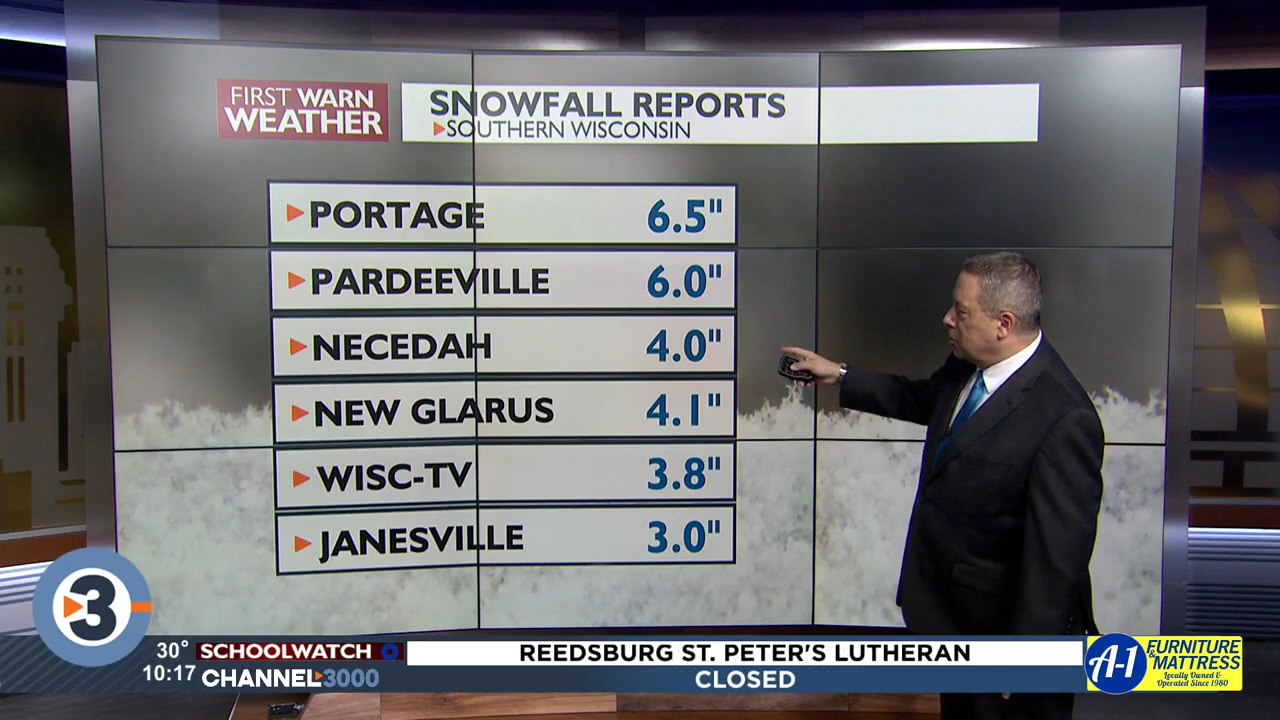 FIRST WARN
WEATHER
SNOWFALL REPORTS
SOUTHERN WISCONSIN
PORTAGE 6.5"
PARDEEVILLE 6.0"
NECEDAH 4.0"
NEW GLARUS 4.1"
WISC-TV 3.8"
JANESVILLE 3.0"
3
30° SCHOOLWATCH
10:17 CHANNEL3000
REEDSBURG ST. PETER'S LUTHERAN
CLOSED
A-1
FURNITURE
& MATTRESS
Locally Owned &
Operated Since 1980